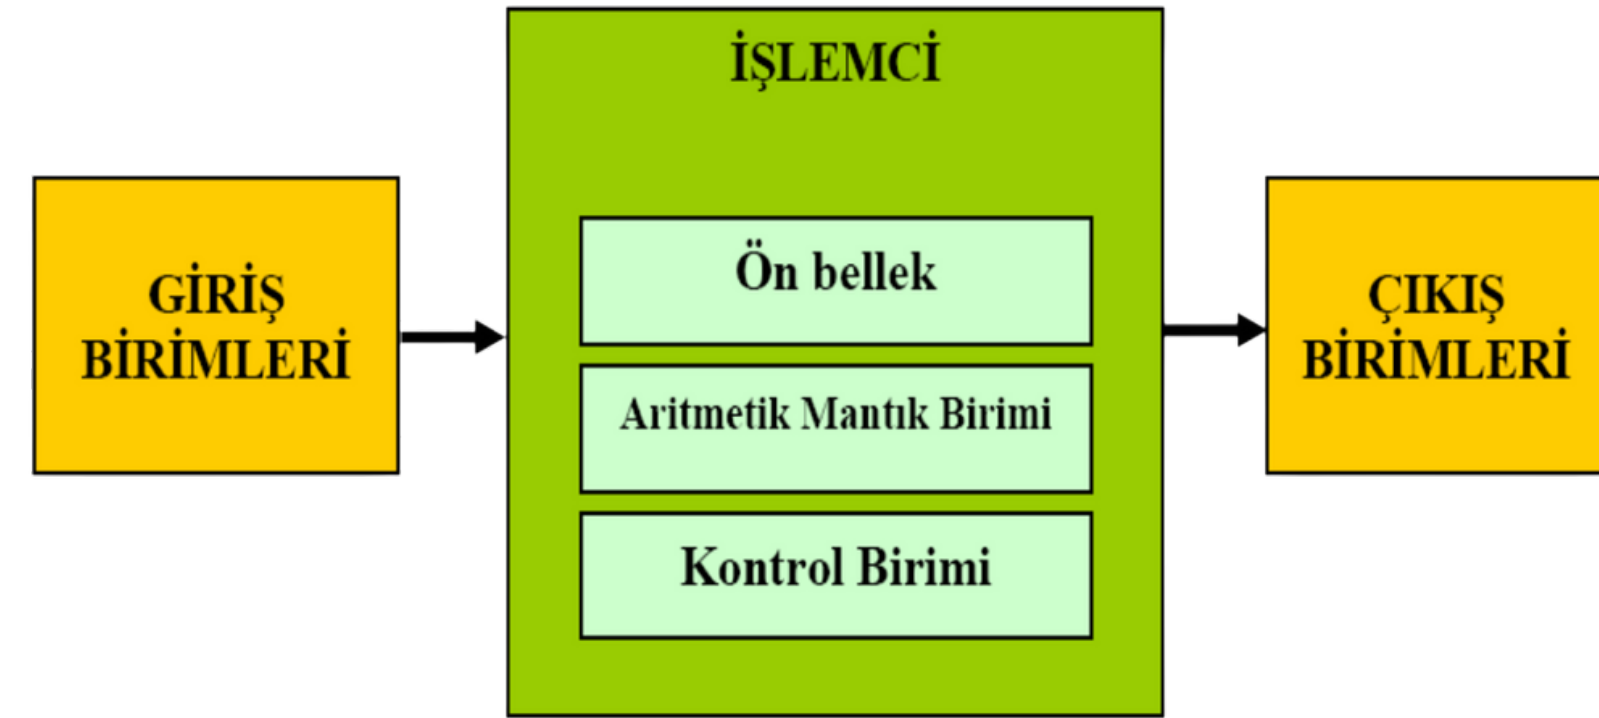 İŞLEMCİ
GİRİŞ
BİRİMLERİ
Ön bellek
Aritmetik Mantık Birimi
Kontrol Birimi
ÇIKIŞ
BİRİMLERİ